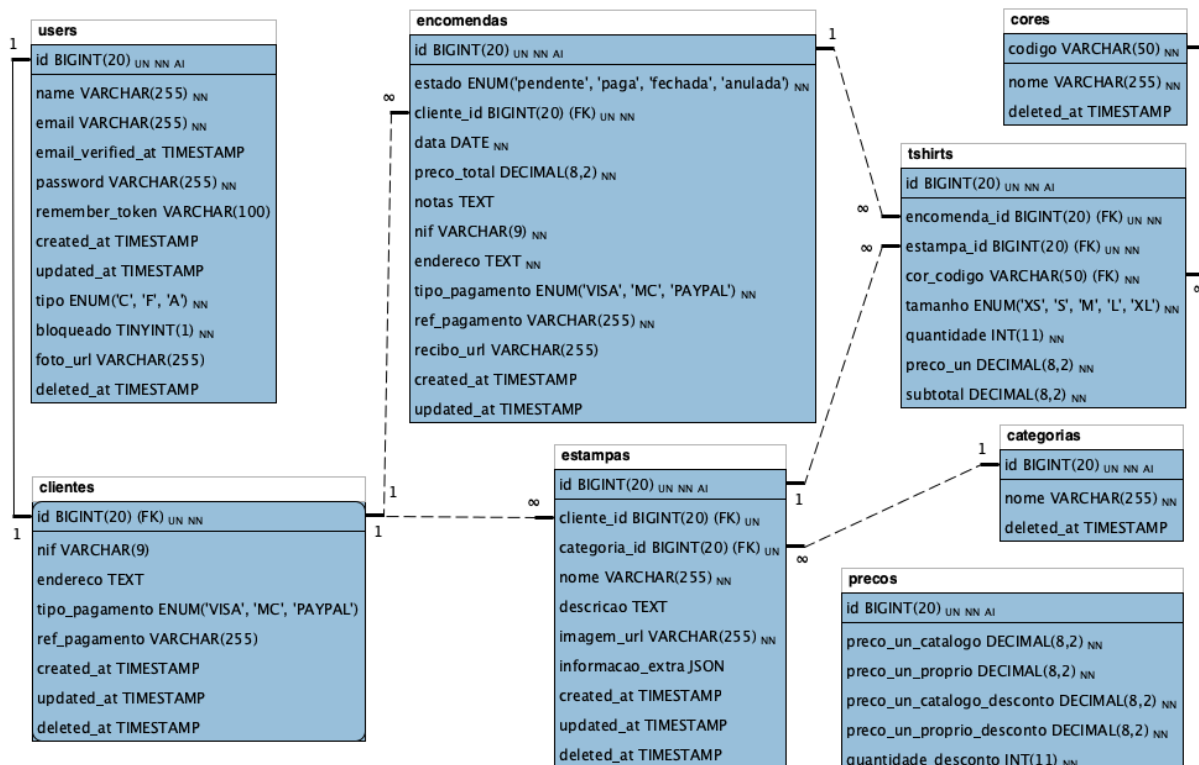 users
id BIGINT(20) UN NN AI
name VARCHAR(255) NN
email VARCHAR(255) NN
email_verified_at TIMESTAMP
password VARCHAR(255) NN
remember_token VARCHAR(100)
created_at TIMESTAMP
updated_at TIMESTAMP
tipo ENUM('C', 'F', 'A') NN
bloqueado TINYINT(1) NN
foto_url VARCHAR(255)
deleted_at TIMESTAMP
1
1
clientes
id BIGINT(20) (FK) UN NN
nif VARCHAR(9)
endereco TEXT
tipo_pagamento ENUM('VISA', 'MC', 'PAYPAL')
ref_pagamento VARCHAR(255)
created_at TIMESTAMP
updated_at TIMESTAMP
deleted_at TIMESTAMP
1
1
∞
∞
encomendas
id BIGINT(20) UN NN AI
estado ENUM('pendente', 'paga', 'fechada', 'anulada') NN
cliente_id BIGINT(20) (FK) UN NN
data DATE NN
preco_total DECIMAL(8,2) NN
notas TEXT
nif VARCHAR(9) NN
endereco TEXT NN
tipo_pagamento ENUM('VISA', 'MC', 'PAYPAL') NN
ref_pagamento VARCHAR(255) NN
recibo_url VARCHAR(255)
created_at TIMESTAMP
updated_at TIMESTAMP
1
∞
∞
estampas
id BIGINT(20) UN NN AI
cliente_id BIGINT(20) (FK) UN
categoria_id BIGINT(20) (FK) UN
nome VARCHAR(255) NN
descricao TEXT
imagem_url VARCHAR(255) NN
informacao_extra JSON
created_at TIMESTAMP
updated_at TIMESTAMP
deleted_at TIMESTAMP
1
∞
1
cores
codigo VARCHAR(50) NN
nome VARCHAR(255) NN
deleted_at TIMESTAMP
tshirts
id BIGINT(20) UN NN AI
encomenda_id BIGINT(20) (FK) UN NN
estampa_id BIGINT(20) (FK) UN NN
cor_codigo VARCHAR(50) (FK) NN
tamanho ENUM('XS', 'S', 'M', 'L', 'XL') NN
quantidade INT(11) NN
preco_un DECIMAL(8,2) NN
subtotal DECIMAL(8,2) NN
∞
categorias
id BIGINT(20) UN NN AI
nome VARCHAR(255) NN
deleted_at TIMESTAMP
precos
id BIGINT(20) UN NN AI
preco_un_catalogo DECIMAL(8,2) NN
preco_un_proprio DECIMAL(8,2) NN
preco_un_catalogo_desconto DECIMAL(8,2) NN
preco_un_proprio_desconto DECIMAL(8,2) NN
quantidade_desconto INT(11) NN